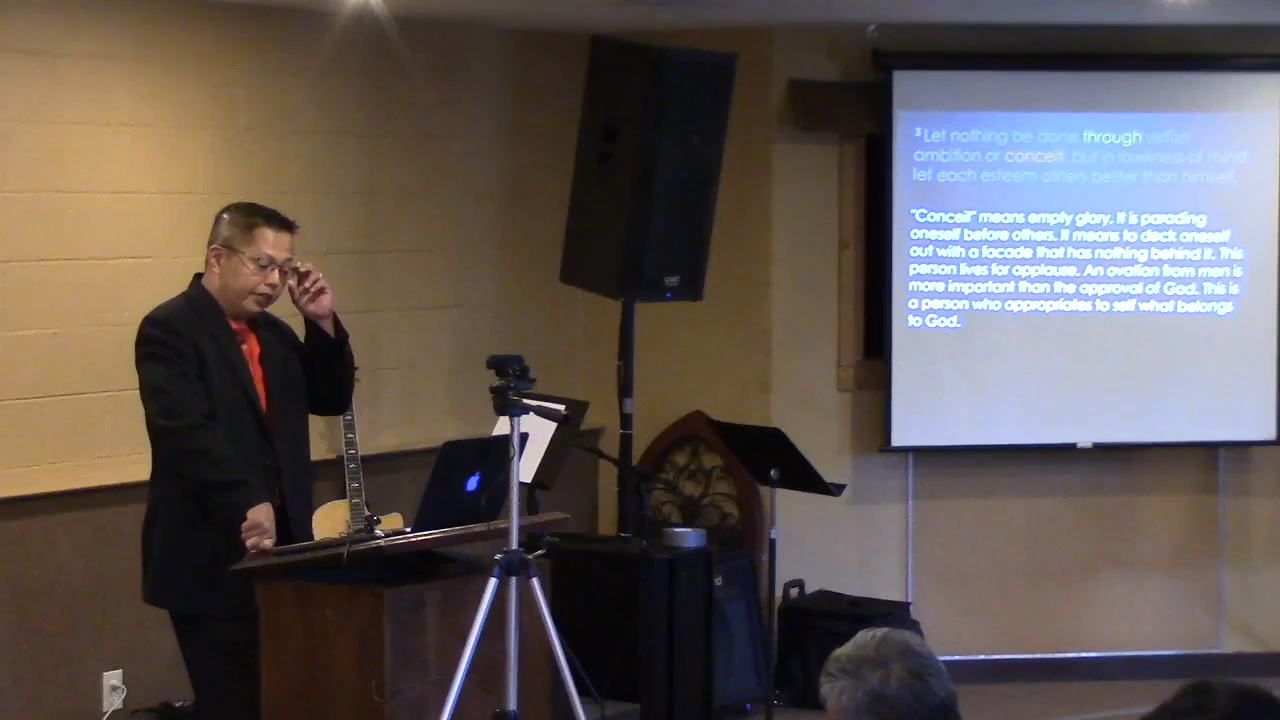 3 Let nothing be done through selfish
ambition or conceit, but in lowliness of mind
let each esteem others better than himself.
"Conceit" means empty glory. It is parading
oneself before others. It means to deck oneself
out with a facade that has nothing behind it. This
person lives for applause. An ovation from men is
more important than the approval of God. This is
a person who appropriates to self what belongs
to God.